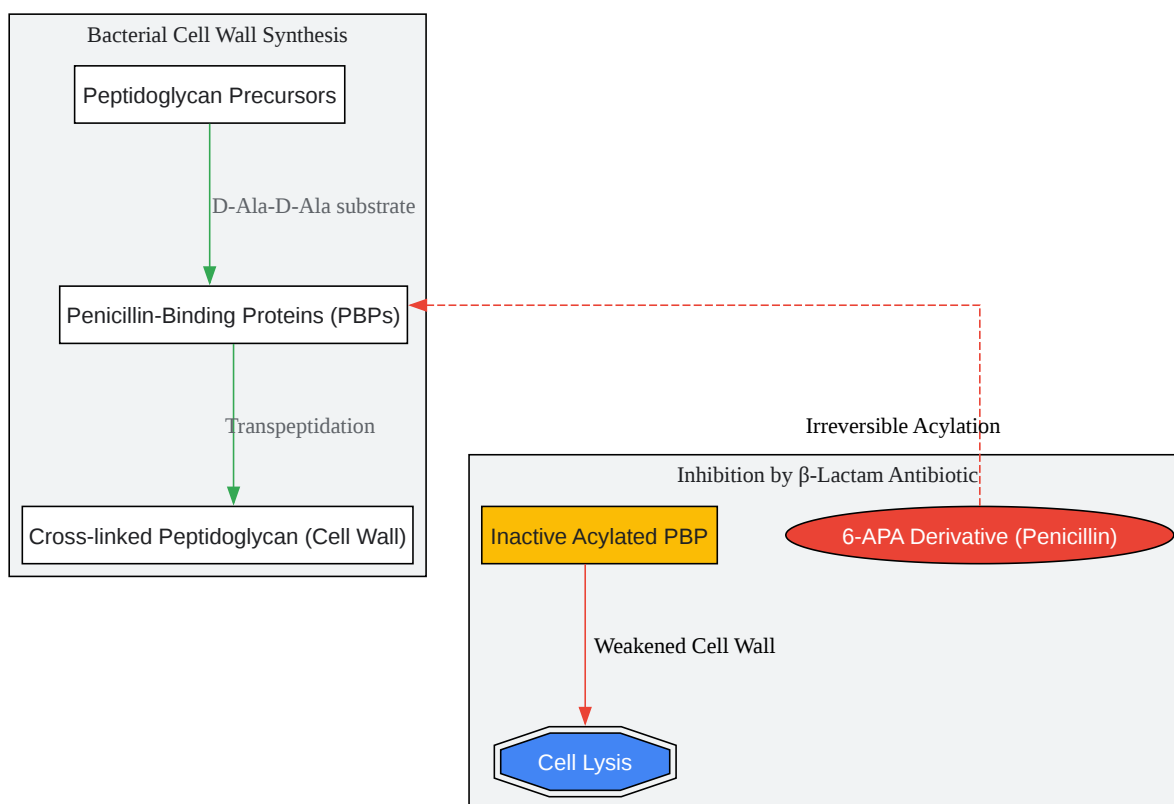 Bacterial Cell Wall Synthesis
Peptidoglycan Precursors
D-Ala-D-Ala substrate
Penicillin-Binding Proteins (PBPs)
Transpeptidation
Cross-linked Peptidoglycan (Cell Wall)
Irreversible Acylation
Inhibition by β-Lactam Antibiotic
Inactive Acylated PBP
6-APA Derivative (Penicillin)
Weakened Cell Wall
Cell Lysis